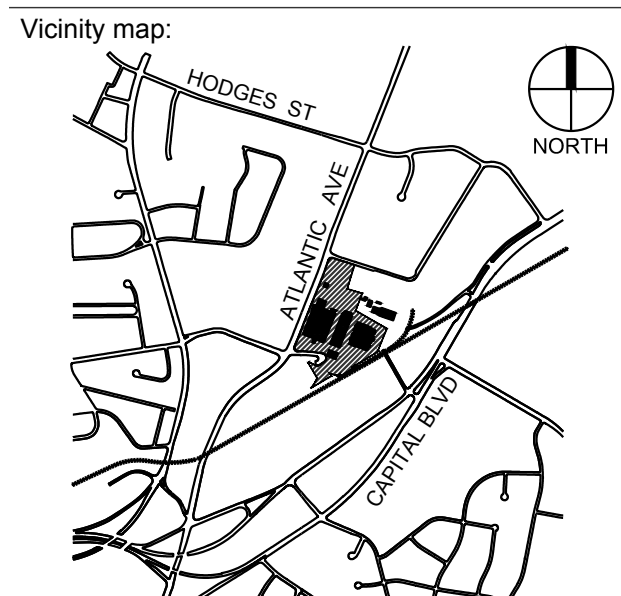 Vicinity map:
HODGES ST
NORTH
ATLANTIC AVE
CAPITAL BLVD